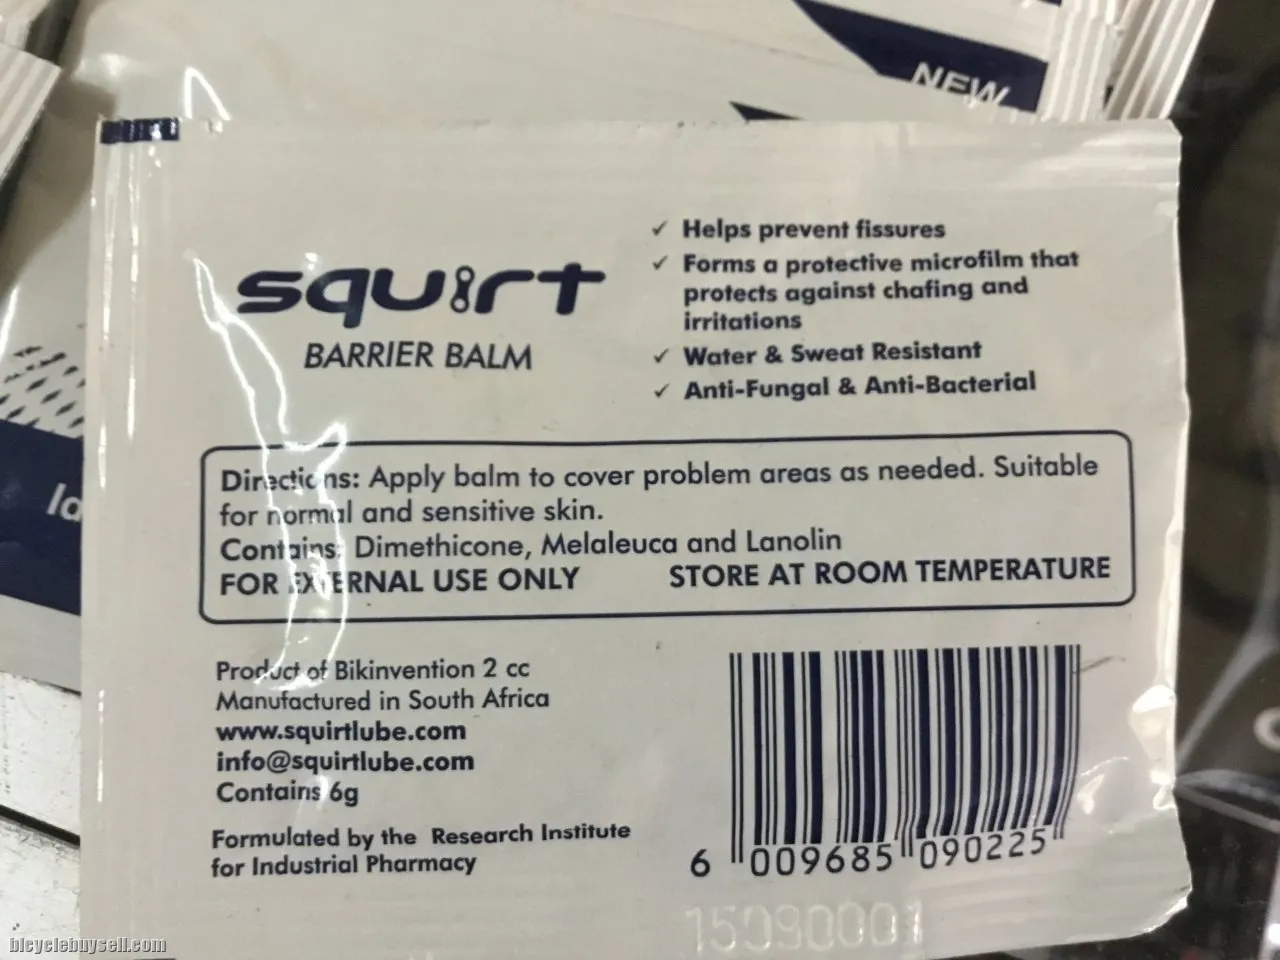 NEW
squirt
BARRIER BALM
✓ Helps prevent fissures
✓ Forms a protective microfilm that
protects against chafing and
irritations
✓ Water & Sweat Resistant
✓ Anti-Fungal & Anti-Bacterial
Directions: Apply balm to cover problem areas as needed. Suitable
for normal and sensitive skin.
Contains: Dimethicone, Melaleuca and Lanolin
FOR EXTERNAL USE ONLY STORE AT ROOM TEMPERATURE
Product of Bikinvention 2 cc
Manufactured in South Africa
www.squirtlube.com
info@squirtlube.com
Contains 6g
Formulated by the Research Institute
for Industrial Pharmacy
6 009685 090225
15090001
bicyclebuysell.com